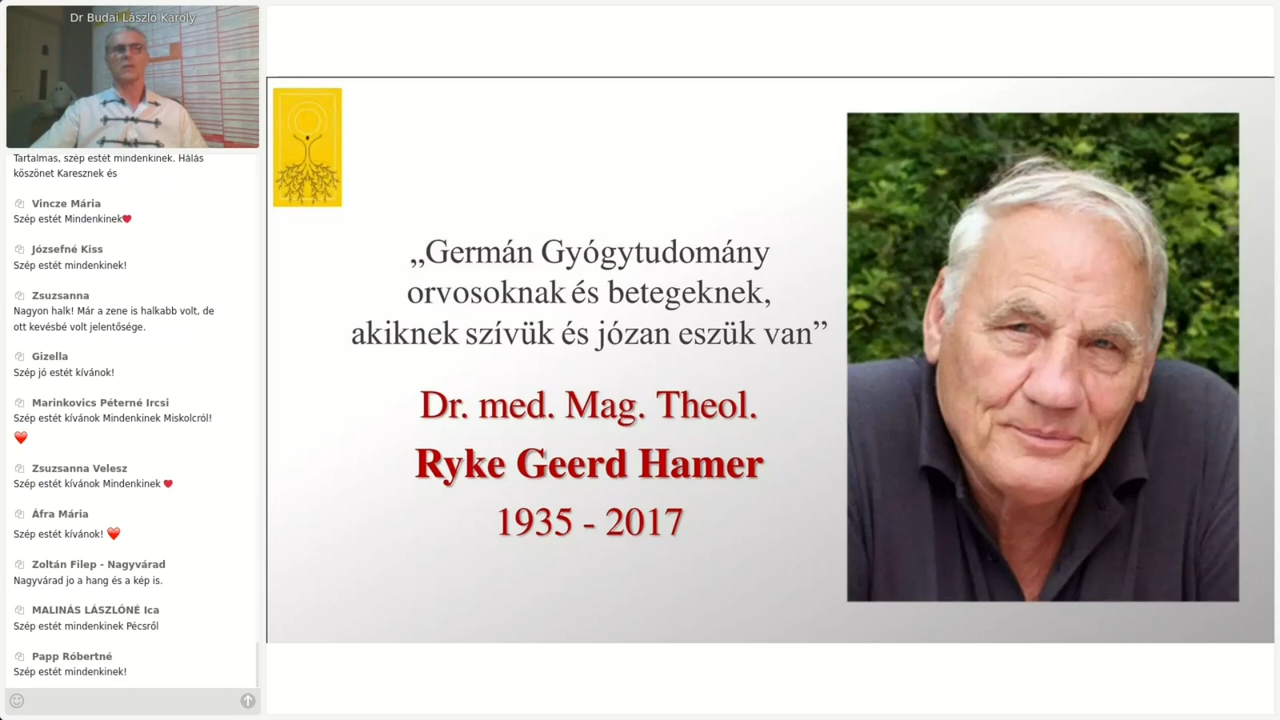 Dr Budai László Karoly
Tartalmas, szép estét mindenkinek. Hálás
köszönet Karesznek és
Vincze Mária
Szép estét Mindenkinek❤
Józsefné Kiss
Szép estét mindenkinek!
Zsuzsanna
Nagyon halk! Már a zene is halkabb volt, de
ott kevésbé volt jelentősége.
Gizella
Szép jó estét kívánok!
Marinkovics Péterné Ircsi
Szép estét kívánok Mindenkinek Miskolcról!
❤
Zsuzsanna Velesz
Szép estét kívánok Mindenkinek ❤
Áfra Mária
Szép estét kívánok! ❤
Zoltán Filep - Nagyvárad
Nagyvárad jo a hang és a kép is.
MALINÁS LÁSZLÓNÉ Ica
Szép estét mindenkinek Pécsről
Papp Róbertné
Szép estét mindenkinek!
„Germán Gyógytudomány
orvosoknak és betegeknek,
akiknek szívük és józan eszük van”
Dr. med. Mag. Theol.
Ryke Geerd Hamer
1935 - 2017